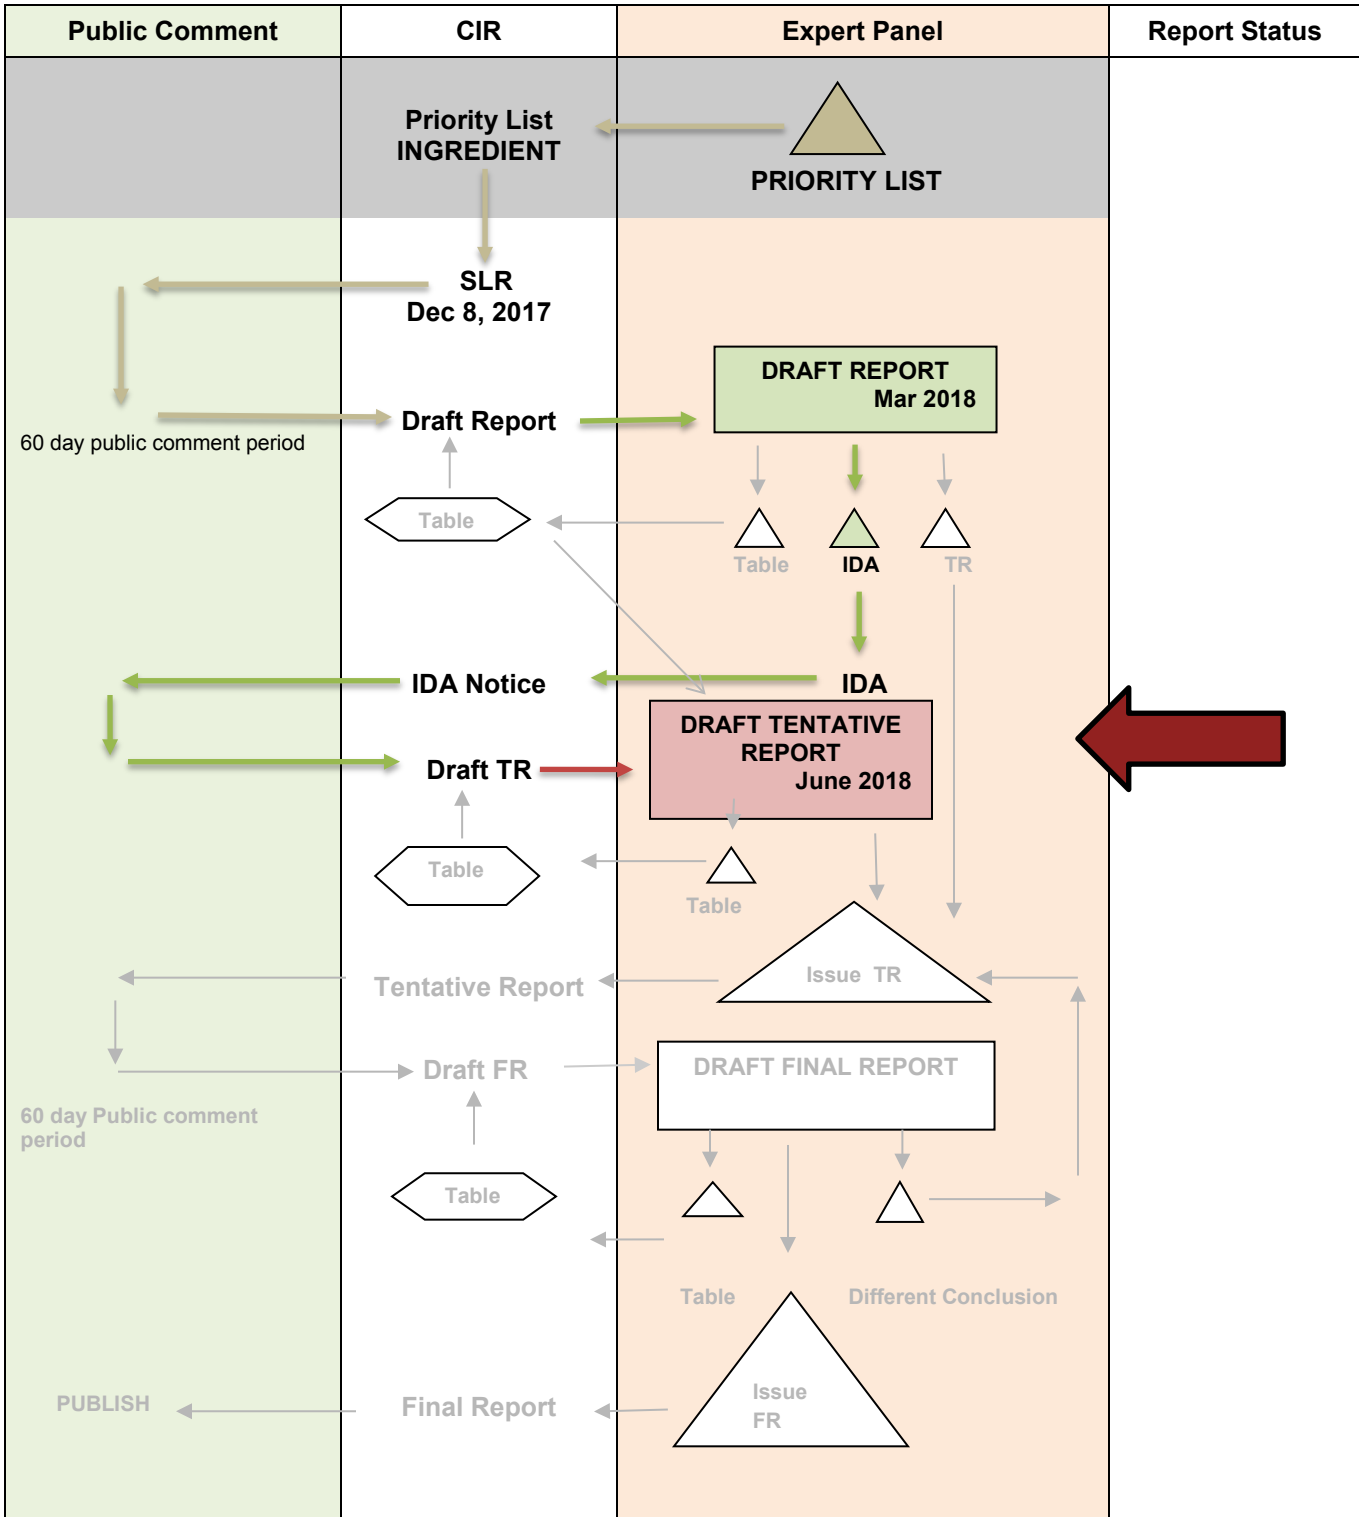 Public Comment
CIR
Expert Panel
Report Status
Priority List
INGREDIENT
PRIORITY LIST
SLR
Dec 8, 2017
DRAFT REPORT
Mar 2018
60 day public comment period
Draft Report
Table
Table
IDA
TR
IDA Notice
IDA
DRAFT TENTATIVE
REPORT
June 2018
Draft TR
Table
Table
Tentative Report
Issue TR
Draft FR
DRAFT FINAL REPORT
60 day Public comment
period
Table
Table
Different Conclusion
PUBLISH
Final Report
Issue
FR